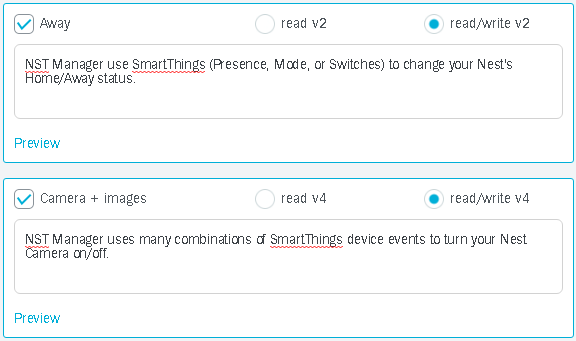 Away read v2 read/write v2
NST Manager use SmartThings (Presence, Mode, or Switches) to change your Nest's
Home/Away status.
Preview
Camera + images read v4 read/write v4
NST Manager uses many combinations of SmartThings device events to turn your Nest
Camera on/off.
Preview